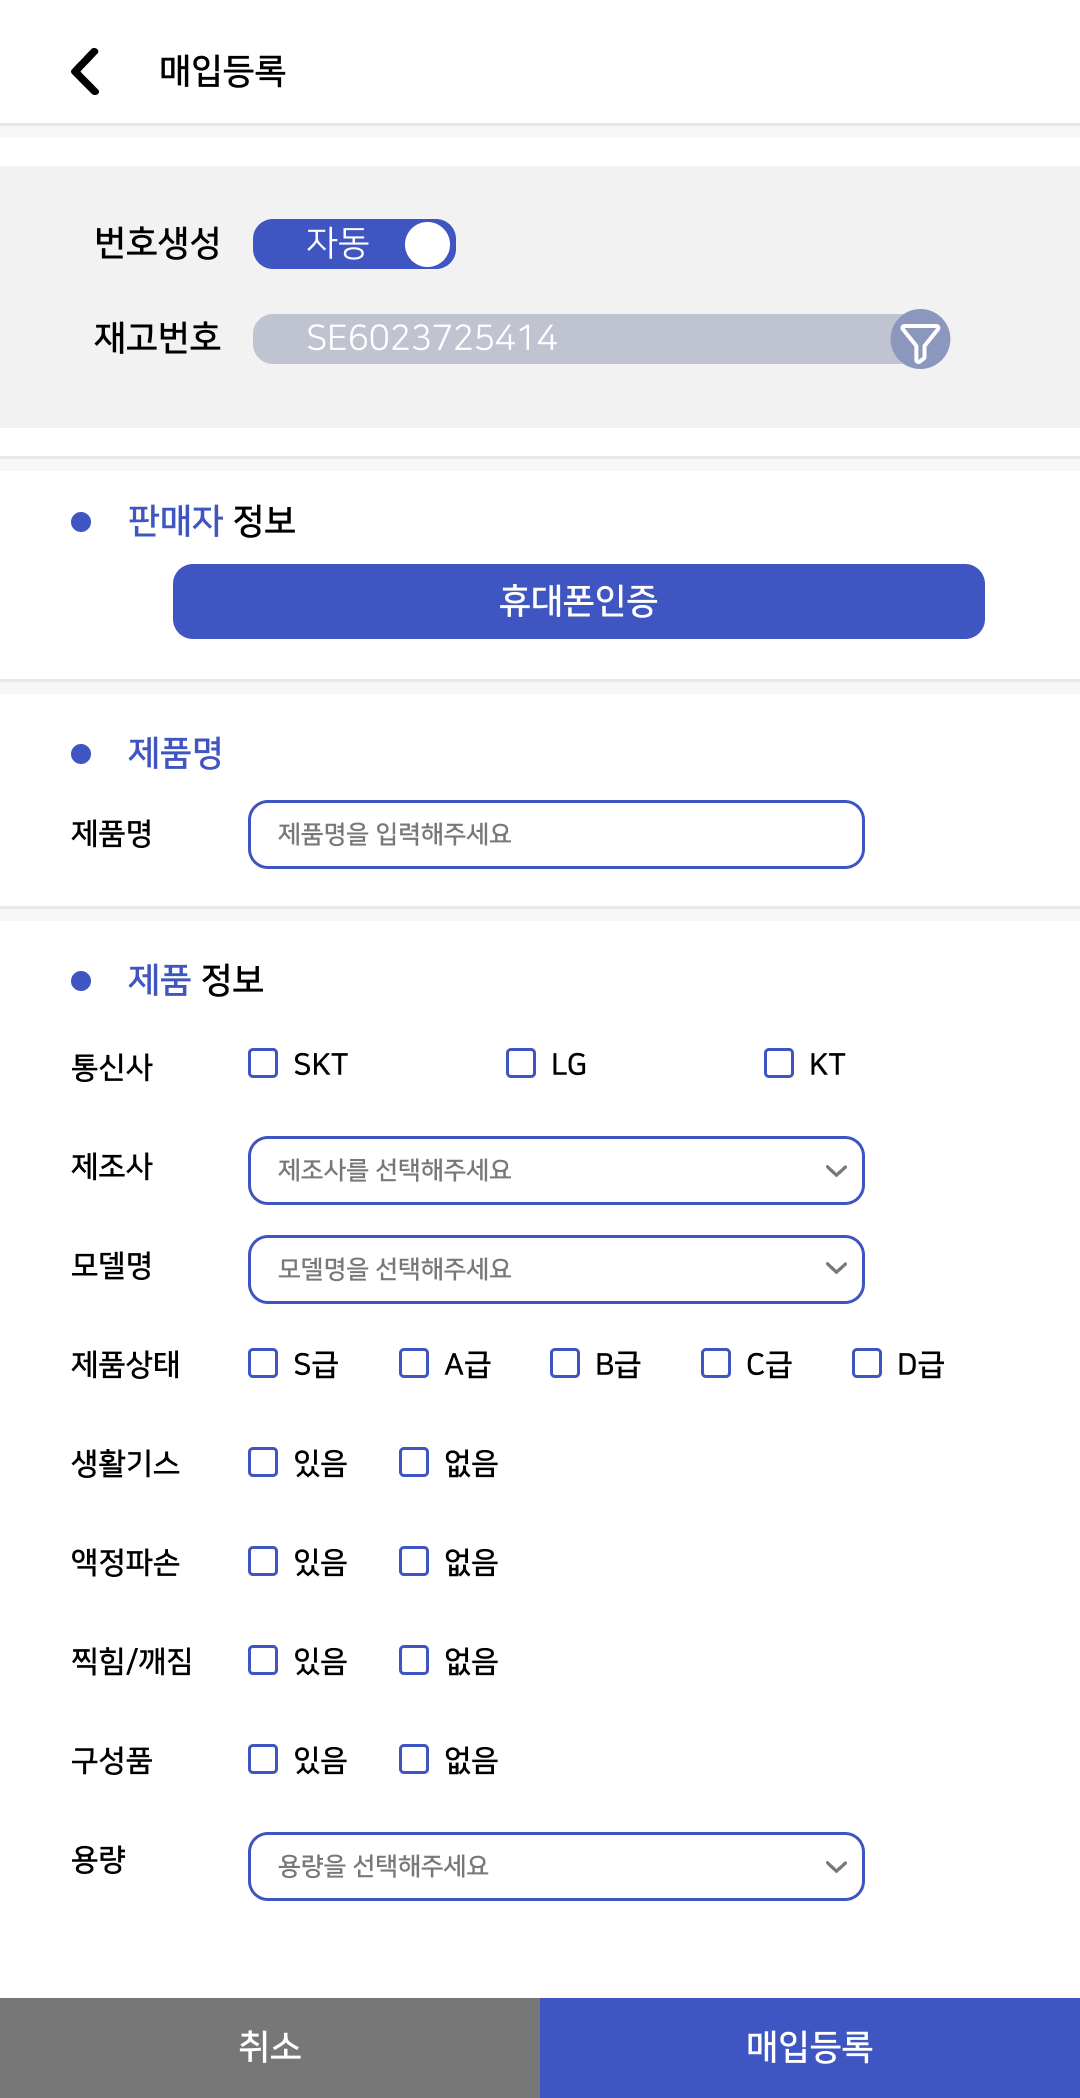 매입등록
번호생성 자동
재고번호 SE6023725414
판매자 정보
휴대폰인증
제품명
제품명 제품명을 입력해주세요
제품 정보
통신사 SKT LG KT
제조사 제조사를 선택해주세요
모델명 모델명을 선택해주세요
제품상태 S급 A급 B급 C급 D급
생활기스 있음 없음
액정파손 있음 없음
찍힘/깨짐 있음 없음
구성품 있음 없음
용량 용량을 선택해주세요
취소 매입등록